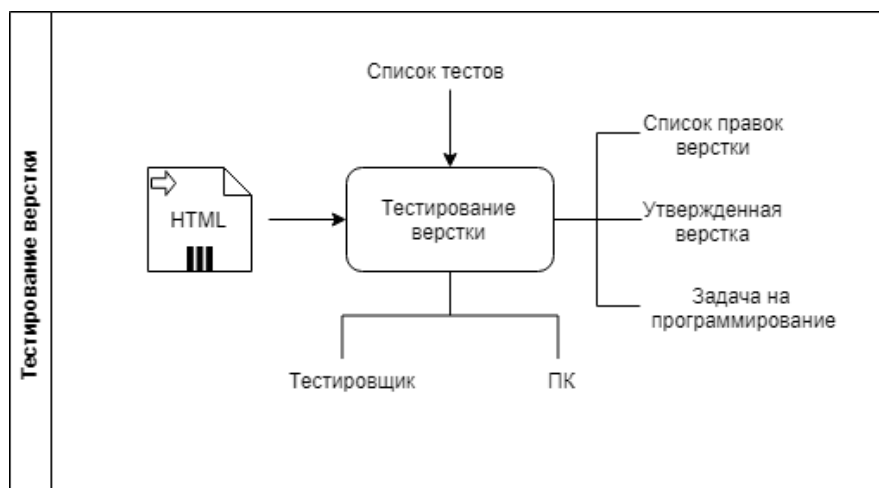 Тестирование верстки
Список тестов
HTML
Тестирование
верстки
Список правок
верстки
Утвержденная
верстка
Задача на
программирование
Тестировщик
ПК